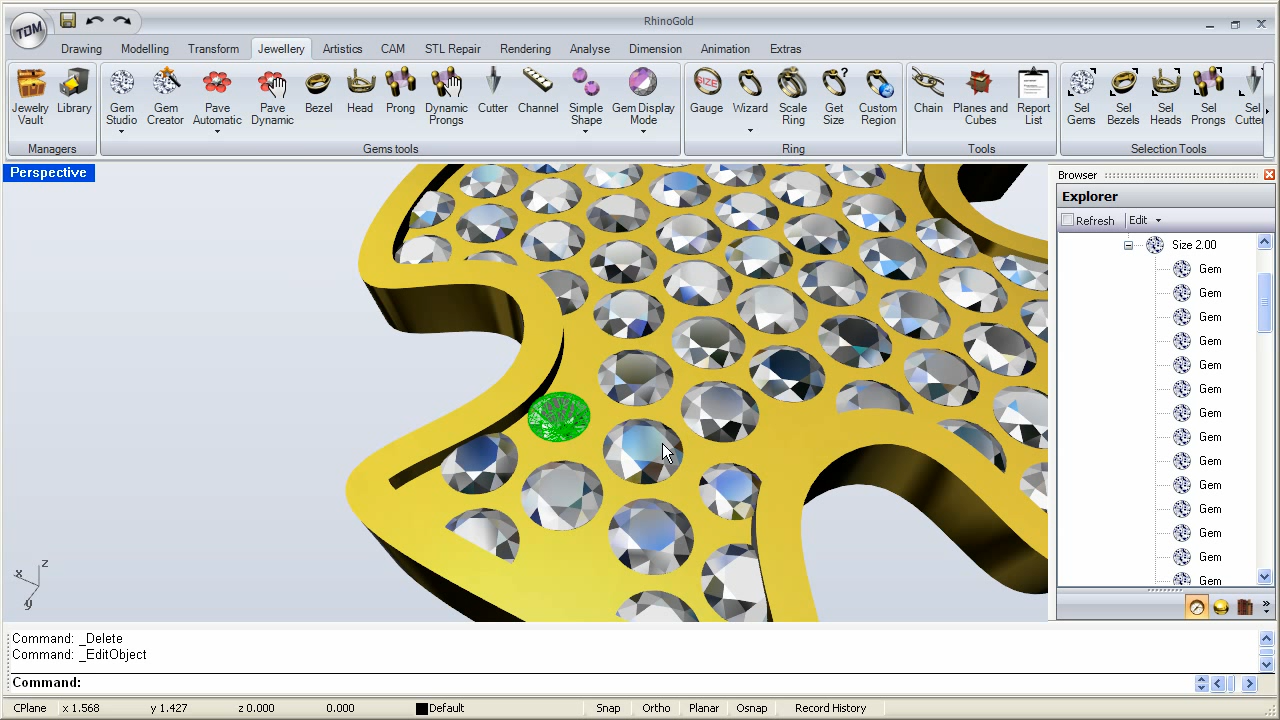 TDM
RhinoGold
Drawing Modelling Transform Jewellery Artistics CAM STL Repair Rendering Analyse Dimension Animation Extras
Jewelry Vault
Library
Managers
Gem Studio
Gem Creator
Pave Automatic
Pave Dynamic
Bezel
Head
Prong
Dynamic Prongs
Cutter
Channel
Simple Shape
Gem Display Mode
Gems tools
SIZE
Gauge
Wizard
Scale Ring
Get Size
Custom Region
Ring
Chain
Planes and Cubes
Report List
Tools
Sel Gems
Sel Bezels
Sel Heads
Sel Prongs
Sel Cutter
Selection Tools
Perspective
Browser
Explorer
Refresh Edit
Size 2.00
Gem
Gem
Gem
Gem
Gem
Gem
Gem
Gem
Gem
Gem
Gem
Gem
Gem
Gem
z
x
y
Command: _Delete
Command: _EditObject
Command:
CPlane x 1.568 y 1.427 z 0.000 0.000 Default Snap Ortho Planar Osnap Record History